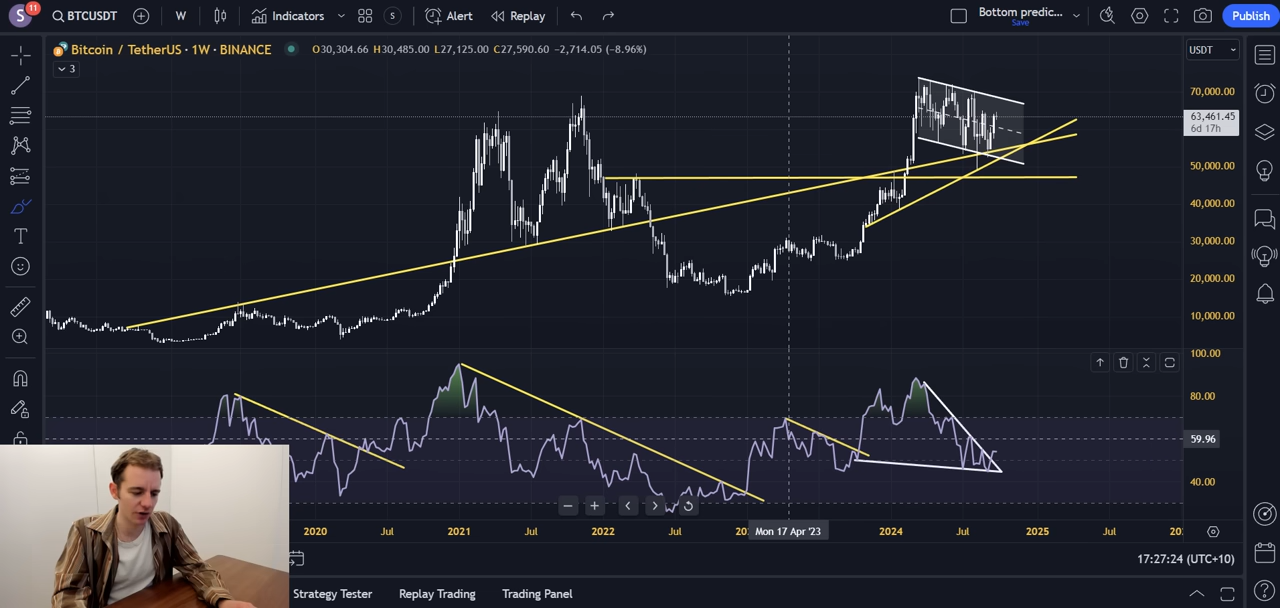 S 11 BTCUSDT W Indicators S Alert Replay Bottom predic... Save Publish
Bitcoin / TetherUS · 1W · BINANCE O30,304.66 H30,485.00 L27,125.00 C27,590.60 −2,714.05 (−8.96%) USDT
3
70,000.00
63,461.45
6d 17h
50,000.00
40,000.00
30,000.00
20,000.00
10,000.00
100.00
80.00
59.96
40.00
2020 Jul 2021 Jul 2022 Jul Mon 17 Apr '23 2024 Jul 2025 Jul
17:27:24 (UTC+10)
Strategy Tester Replay Trading Trading Panel